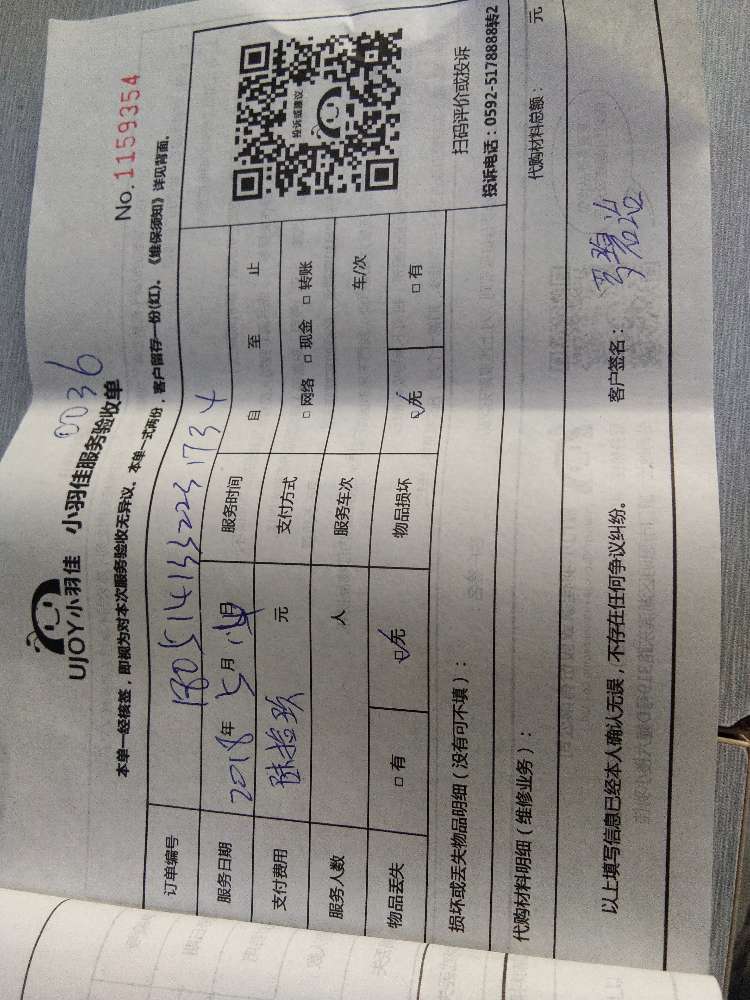 0036
UJOY小羽佳 小羽佳服务验收单
No.1159354
本单一经核签，即视为对本次服务验收无异议。本单一式两份，客户留存一份(红)。《维保须知》详见背面。
订单编号 1805141332231734
服务日期 2018年 5月 日 服务时间 自 至 止
支付费用 陆拾玖 元 支付方式 □网络 □现金 □转账
服务人数 人 服务车次 车/次
物品丢失 □有 ☑无 物品损坏 ☑无 □有
投诉或建议
扫码评价或投诉
投诉电话：0592-5178888转2
损坏或丢失物品明细（没有可不填）：
代购材料明细（维修业务）： 代购材料总额： 元
以上填写信息已经本人确认无误，不存在任何争议纠纷。 客户签名：